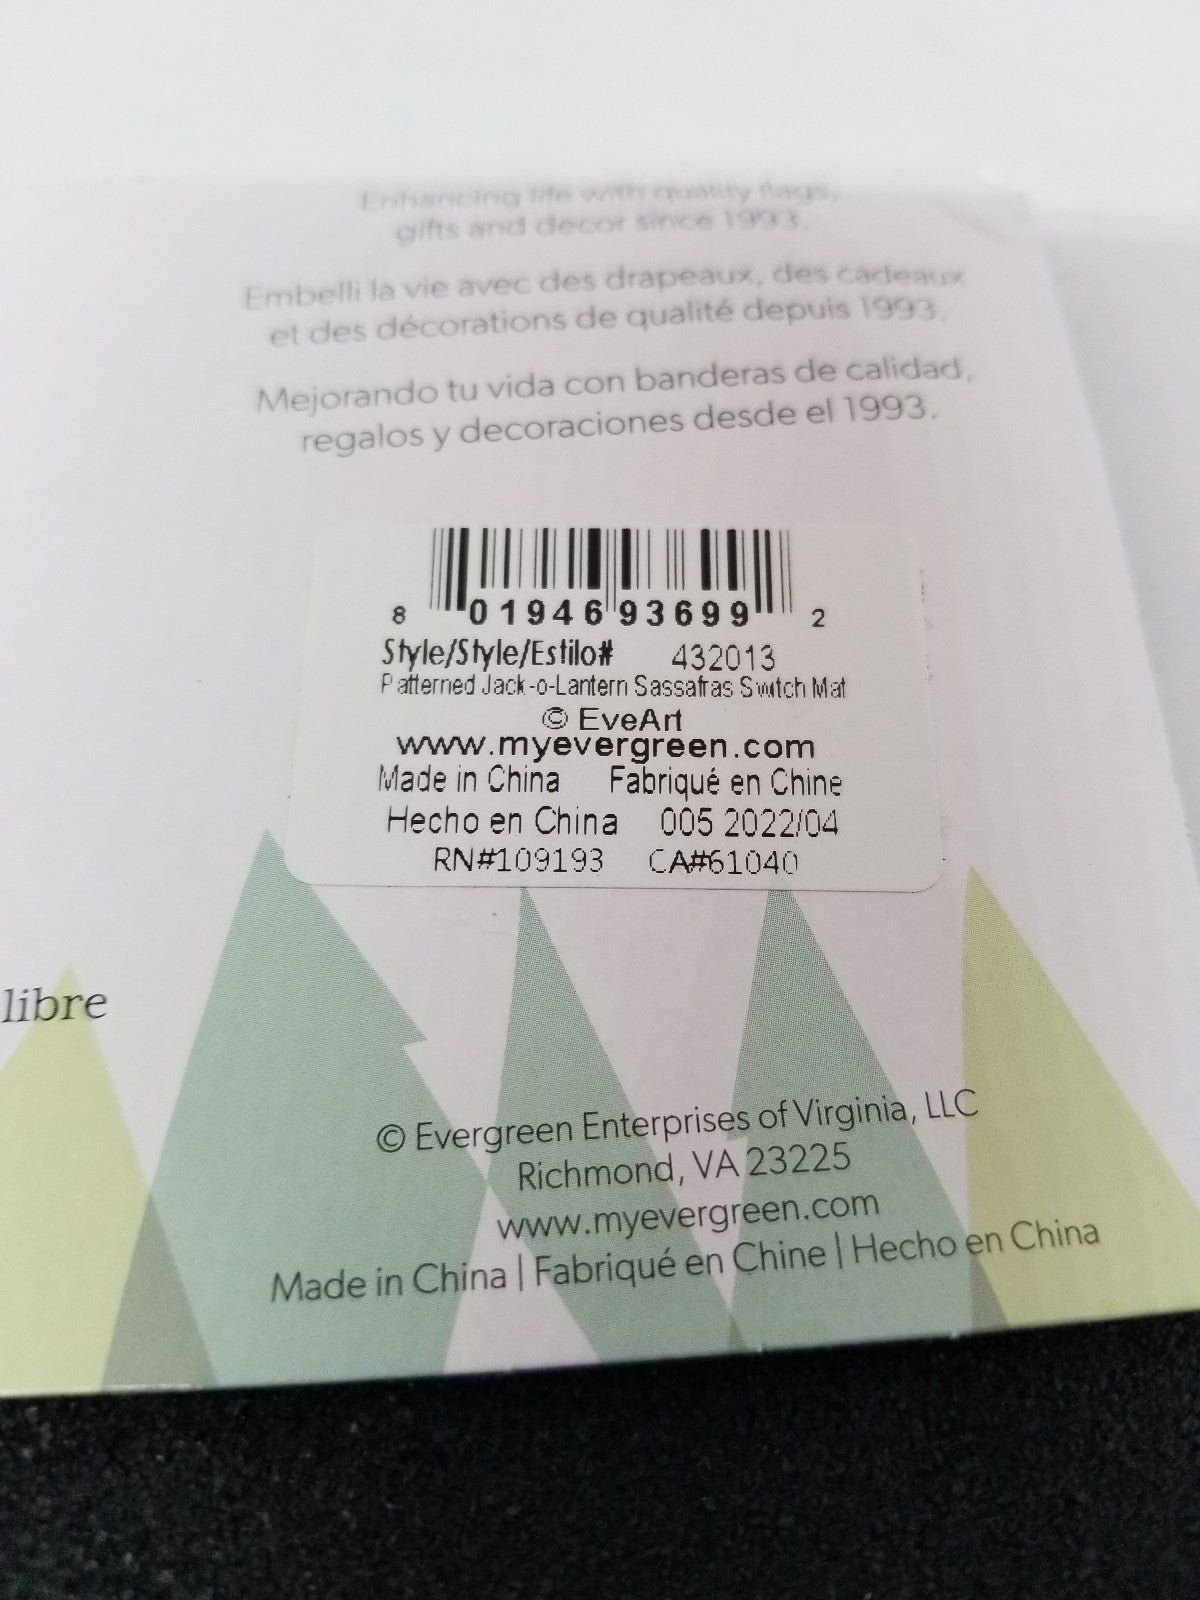 Enhancing life with quality flags,
gifts and decor since 1993.
Embelli la vie avec des drapeaux, des cadeaux
et des décorations de qualité depuis 1993.
Mejorando tu vida con banderas de calidad,
regalos y decoraciones desde el 1993.
8 01946 93699 2
Style/Style/Estilo# 432013
Patterned Jack-o-Lantern Sassafras Switch Mat
© EveArt
www.myevergreen.com
Made in China Fabriqué en Chine
Hecho en China 005 2022/04
RN#109193 CA#61040
libre
© Evergreen Enterprises of Virginia, LLC
Richmond, VA 23225
www.myevergreen.com
Made in China | Fabriqué en Chine | Hecho en China